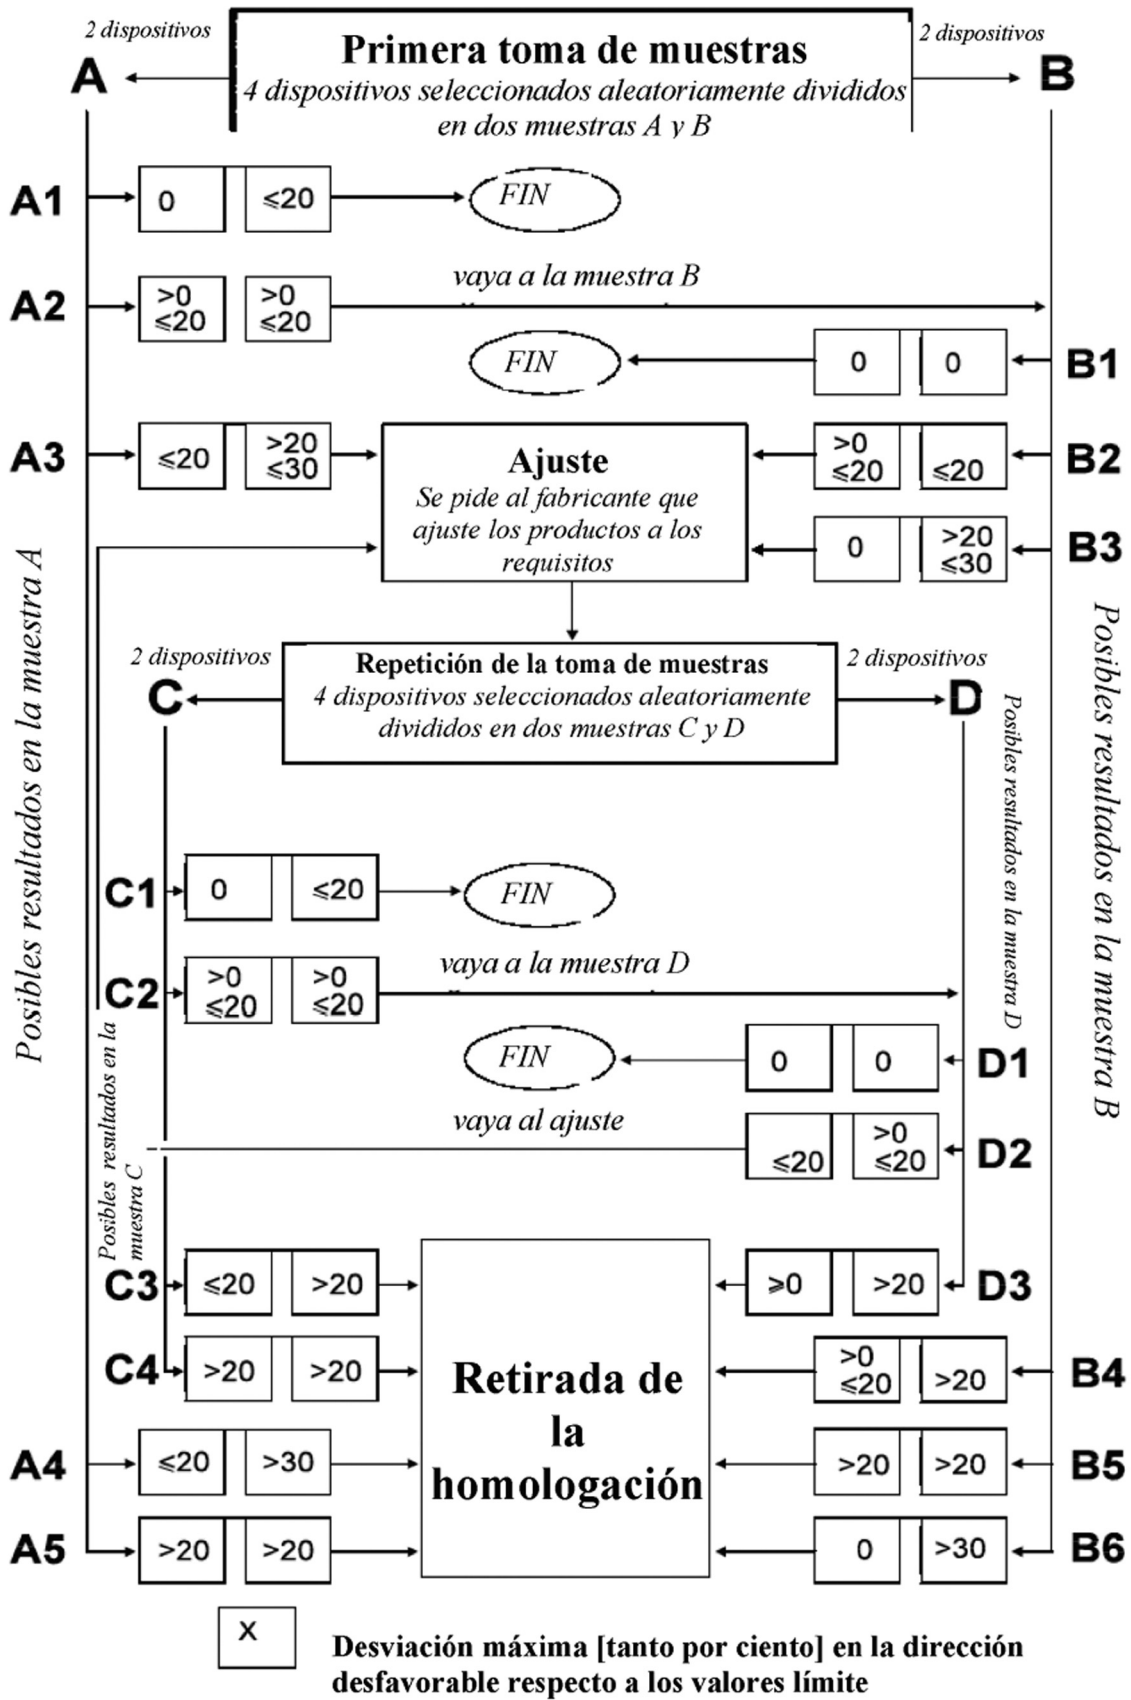 2 dispositivos
Primera toma de muestras
2 dispositivos
A
4 dispositivos seleccionados aleatoriamente divididos
en dos muestras A y B
B
A1
0
≤20
FIN
vaya a la muestra B
A2
>0
≤20
>0
≤20
FIN
0
0
B1
A3
≤20
>20
≤30
Ajuste
Se pide al fabricante que
ajuste los productos a los
requisitos
>0
≤20
≤20
B2
0
>20
≤30
B3
Posibles resultados en la muestra A
Posibles resultados en la muestra B
2 dispositivos
Repetición de la toma de muestras
4 dispositivos seleccionados aleatoriamente
divididos en dos muestras C y D
2 dispositivos
C
D
Posibles resultados en la muestra D
C1
0
≤20
FIN
vaya a la muestra D
C2
>0
≤20
>0
≤20
FIN
0
0
D1
vaya al ajuste
≤20
>0
≤20
D2
Posibles resultados en la
muestra C
C3
≤20
>20
≥0
>20
D3
C4
>20
>20
Retirada de
la
homologación
>0
≤20
>20
B4
A4
≤20
>30
>20
>20
B5
A5
>20
>20
0
>30
B6
X
Desviación máxima [tanto por ciento] en la dirección
desfavorable respecto a los valores límite